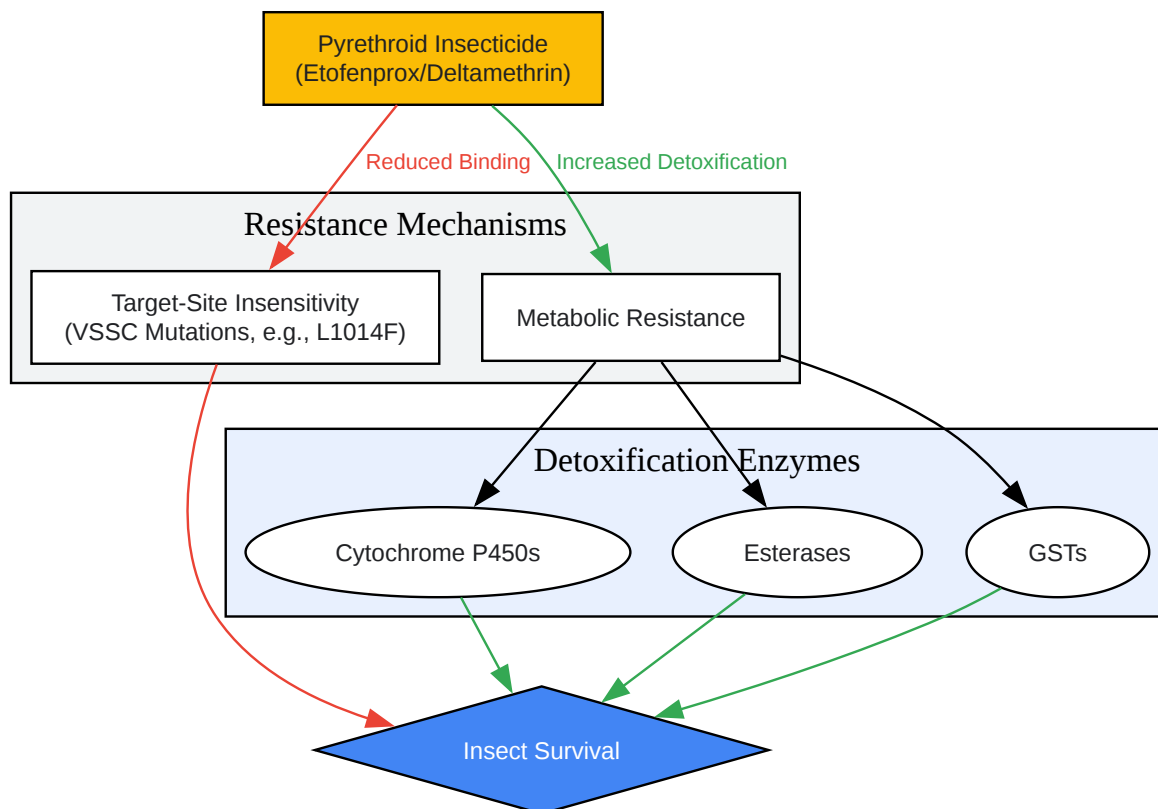 Pyrethroid Insecticide
(Etofenprox/Deltamethrin)
Reduced Binding
Increased Detoxification
Resistance Mechanisms
Target-Site Insensitivity
(VSSC Mutations, e.g., L1014F)
Metabolic Resistance
Detoxification Enzymes
Cytochrome P450s
Esterases
GSTs
Insect Survival